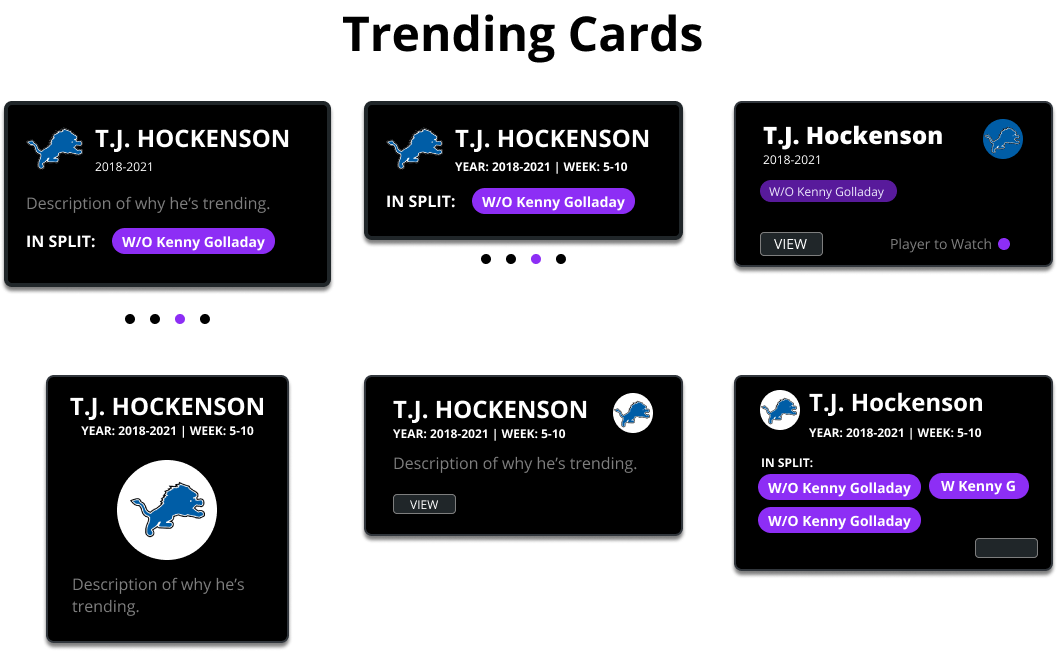 Trending Cards
T.J. HOCKENSON
2018-2021
Description of why he’s trending.
IN SPLIT:
W/O Kenny Golladay
T.J. HOCKENSON
YEAR: 2018-2021 | WEEK: 5-10
IN SPLIT:
W/O Kenny Golladay
T.J. Hockenson
2018-2021
W/O Kenny Golladay
VIEW
Player to Watch
T.J. HOCKENSON
YEAR: 2018-2021 | WEEK: 5-10
Description of why he’s
trending.
T.J. HOCKENSON
YEAR: 2018-2021 | WEEK: 5-10
Description of why he’s trending.
VIEW
T.J. Hockenson
YEAR: 2018-2021 | WEEK: 5-10
IN SPLIT:
W/O Kenny Golladay
W Kenny G
W/O Kenny Golladay